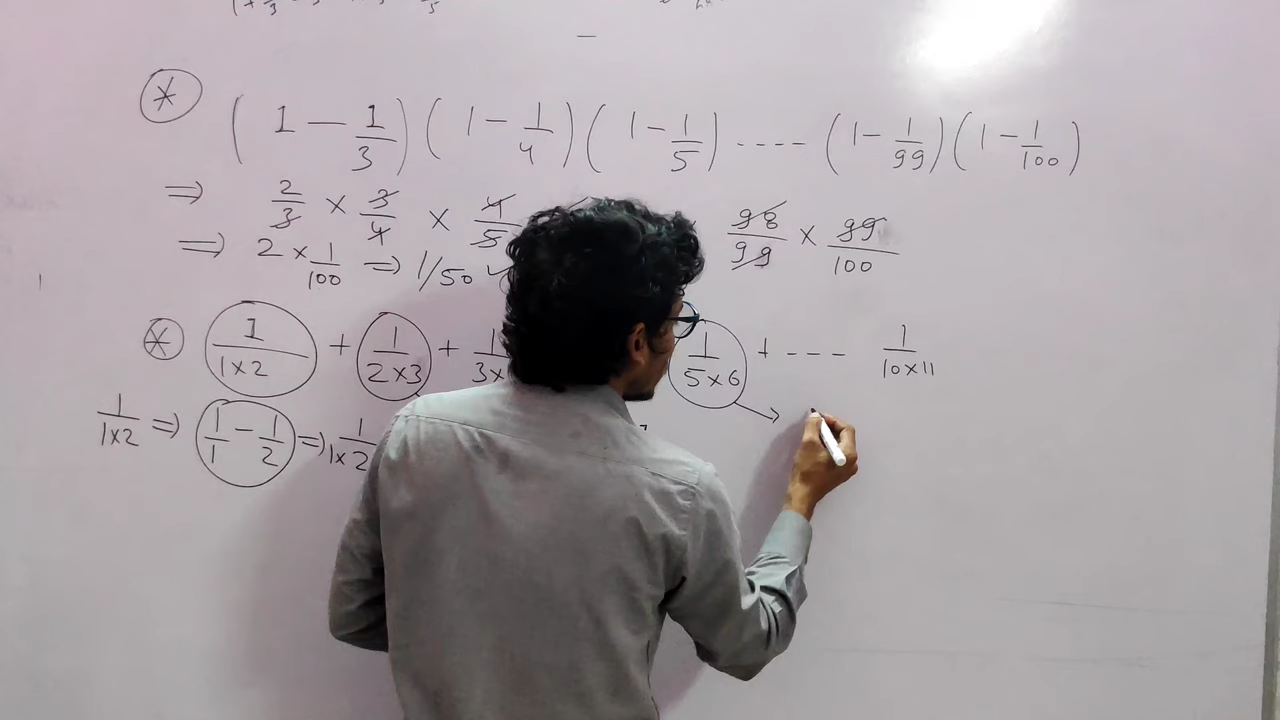 * ( 1 - 1/3 ) ( 1 - 1/4 ) ( 1 - 1/5 ) ---- ( 1 - 1/99 ) ( 1 - 1/100 )
⇒ 2/3 × 3/4 × 4/5 98/99 × 99/100
⇒ 2 × 1/100 ⇒ 1/50
* 1/1×2 + 1/2×3 + 1/3× 1/5×6 + --- 1/10×11
1/1×2 ⇒ 1/1 - 1/2 ⇒ 1/1×2